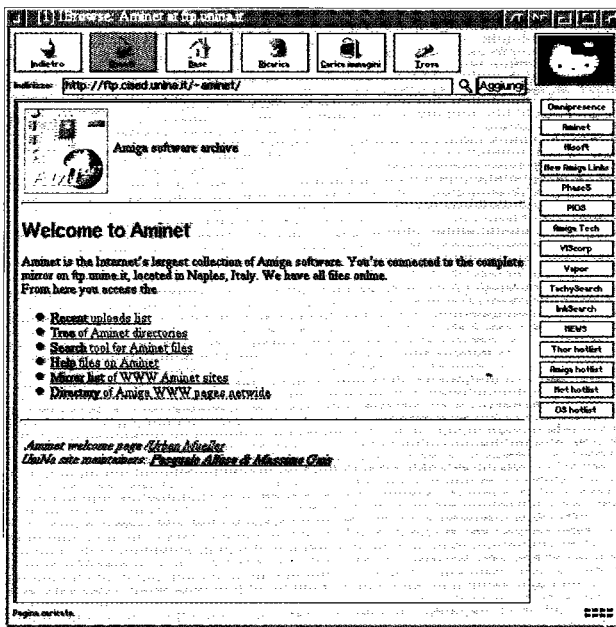 [1] IBrowse: Aminet at ftp.unina.it
Indietro
Base
Ricarica
Carica immagini
Trova
Indirizzo: http://ftp.cised.unina.it/~aminet/
Aggiungi
Amiga software archive
Welcome to Aminet
Aminet is the Internet's largest collection of Amiga software. You're connected to the complete
mirror on ftp.unina.it, located in Naples, Italy. We have all files online.
From here you access the
Recent uploads list
Tree of Aminet directories
Search tool for Aminet files
Help files on Aminet
Mirror list of WWW Aminet sites
Directory of Amiga WWW pages netwide
Aminet welcome page: Urban Mueller
UniNa site maintainers: Pasquale
Pagina caricata.
Omnipresence
Aminet
Hisoft
New Amiga Links
Phase5
PIOS
Amiga Tech
VIScorp
Vapor
TachySearch
InkSearch
NEWS
Thor hotlist
Amiga hotlist
Net hotlist
OS hotlist